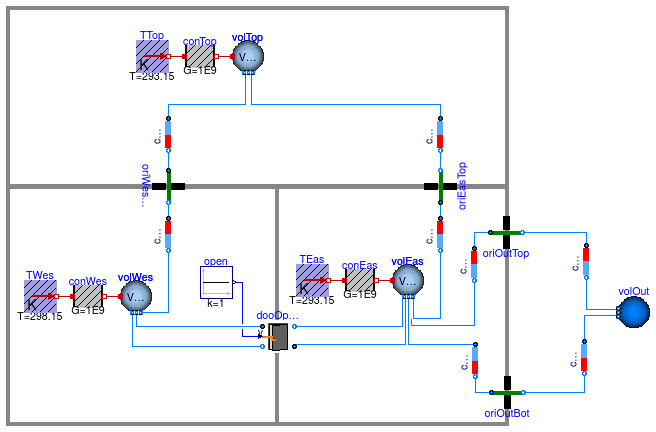 TTop
conTop
volTop
K
V...
T=293.15
G=1E9
c...
c...
oriWes...
oriEasTop
c...
c...
oriOutTop
TWes
conWes
volWes
K
V...
T=298.15
G=1E9
open
k=1
TEas
conEas
volEas
K
V...
T=293.15
G=1E9
dooOp...
y
c...
c...
volOut
c...
c...
oriOutBot